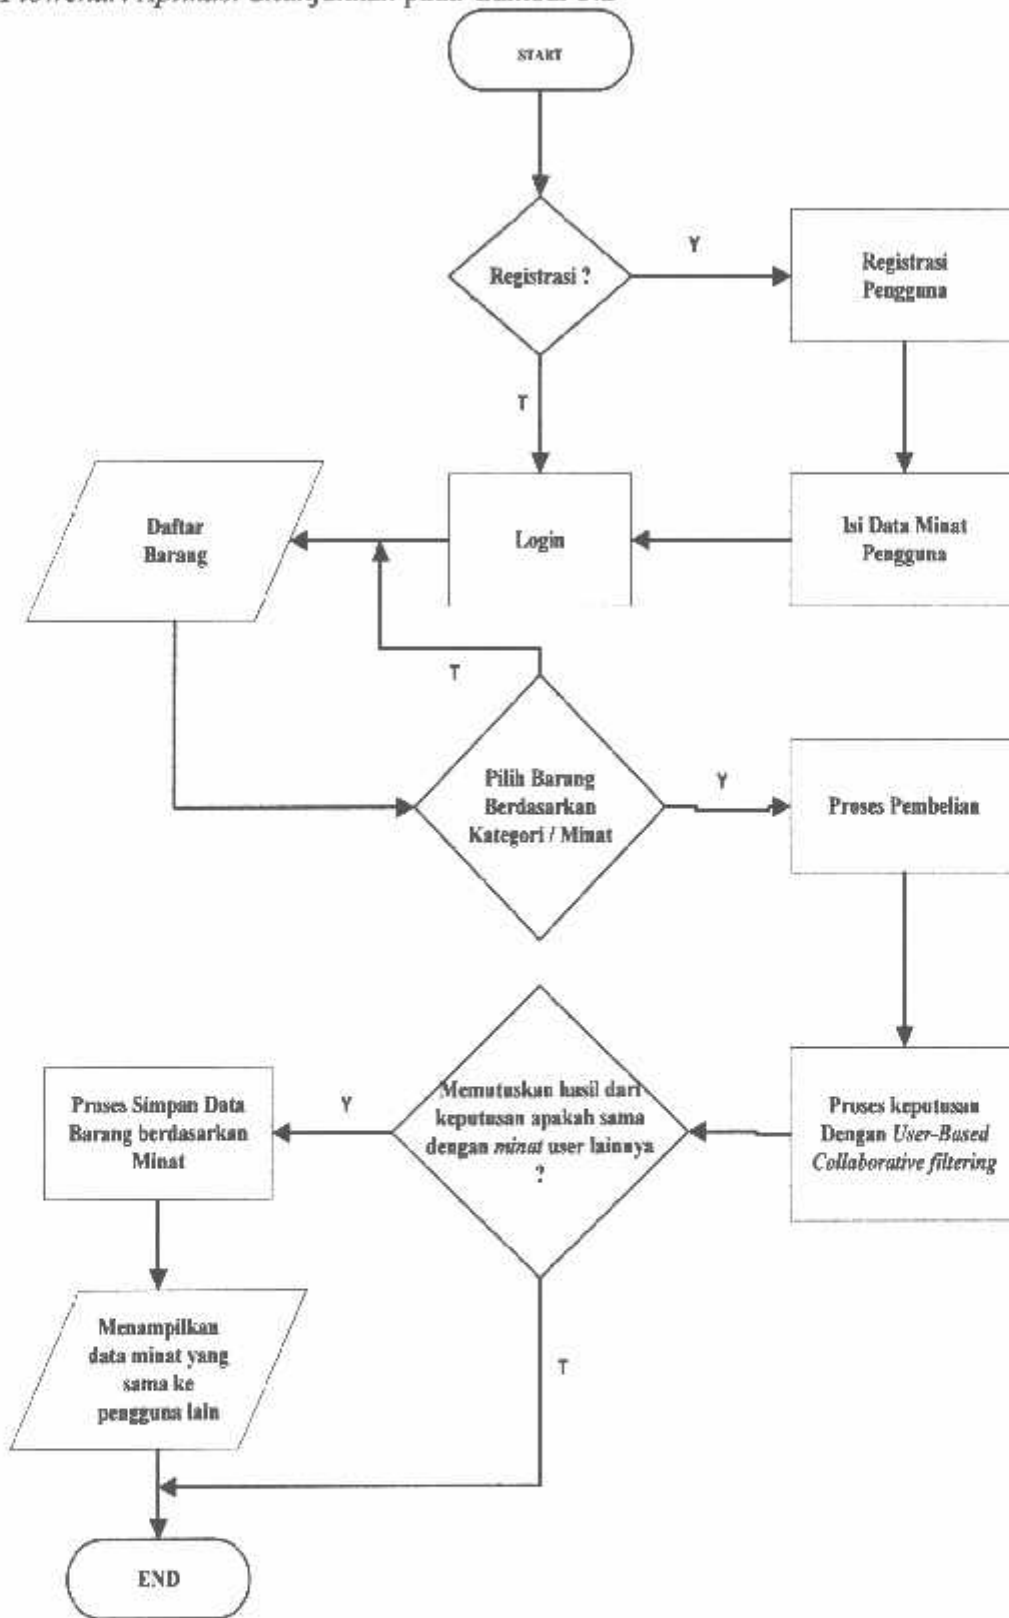 START
Registrasi ?
Y
Registrasi
Pengguna
T
Daftar
Barang
Login
Isi Data Minat
Pengguna
T
Pilih Barang
Berdasarkan
Kategori / Minat
Y
Proses Pembelian
Proses Simpan Data
Barang berdasarkan
Minat
Y
Memutuskan hasil dari
keputusan apakah sama
dengan minat user lainnya
?
Proses keputusan
Dengan User-Based
Collaborative filtering
Menampilkan
data minat yang
sama ke
pengguna lain
T
END